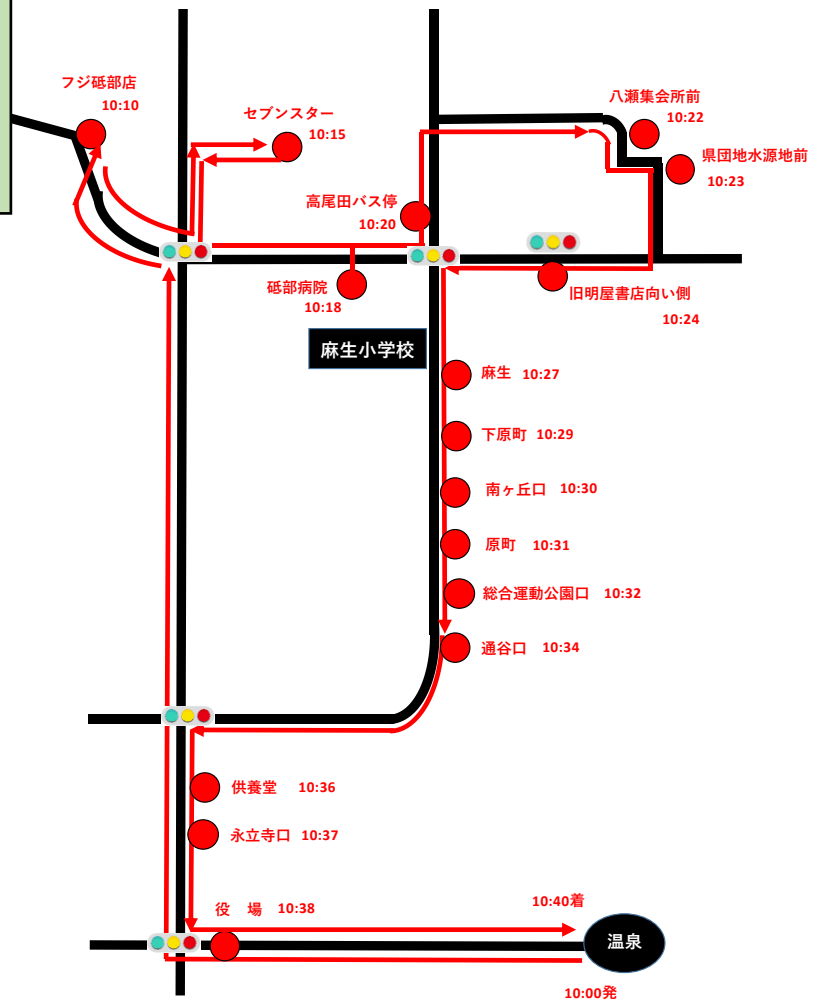 フジ砥部店
10:10
セブンスター
10:15
八瀬集会所前
10:22
県団地水源地前
10:23
高尾田バス停
10:20
砥部病院
10:18
旧明屋書店向い側
10:24
麻生小学校
麻生 10:27
下原町 10:29
南ヶ丘口 10:30
原町 10:31
総合運動公園口 10:32
通谷口 10:34
供養堂 10:36
永立寺口 10:37
役　場 10:38
10:40着
温泉
10:00発